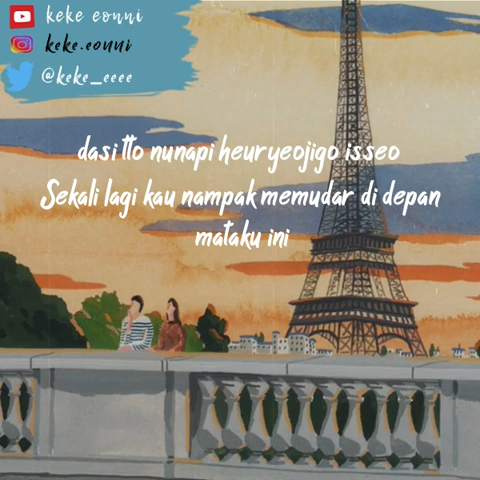 keke eonni
keke.eonni
@keke_eeee
dasi tto nunapi heuryeojigo isseo
Sekali lagi kau nampak memudar di depan
mataku ini